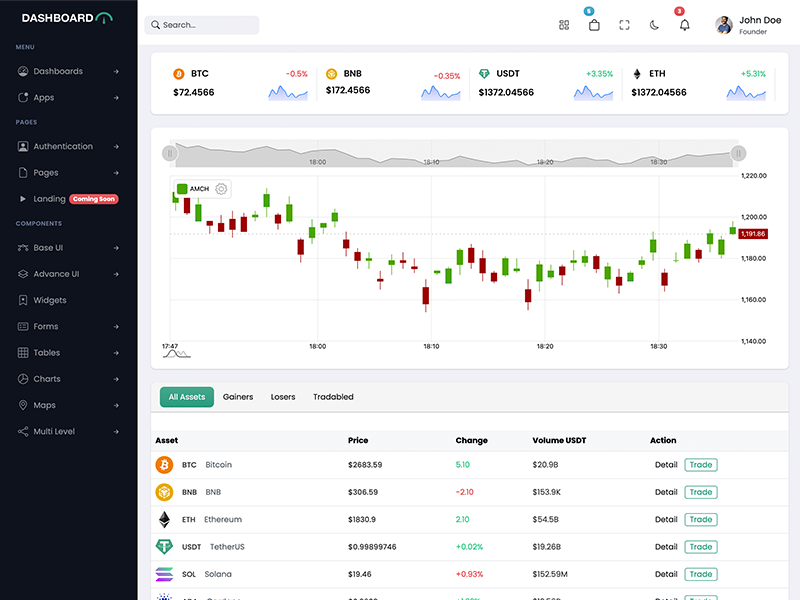 DASHBOARD
Search...
5
3
John Doe
Founder
MENU
Dashboards
Apps
PAGES
Authentication
Pages
Landing Coming Soon
COMPONENTS
Base UI
Advance UI
Widgets
Forms
Tables
Charts
Maps
Multi Level
BTC -0.5%
$72.4566
BNB -0.35%
$172.4566
USDT +3.35%
$1372.04566
ETH +5.31%
$1372.04566
18:00 18:10 18:20 18:30
AMCH
1,220.00
1,200.00
1,191.86
1,180.00
1,160.00
1,140.00
17:47 18:00 18:10 18:20 18:30
All Assets Gainers Losers Tradabled
Asset Price Change Volume USDT Action
BTC Bitcoin $2683.59 5.10 $20.9B Detail Trade
BNB BNB $306.59 -2.10 $153.9K Detail Trade
ETH Ethereum $1830.9 2.10 $54.5B Detail Trade
USDT TetherUS $0.99899746 +0.02% $19.26B Detail Trade
SOL Solana $19.46 +0.93% $152.59M Detail Trade